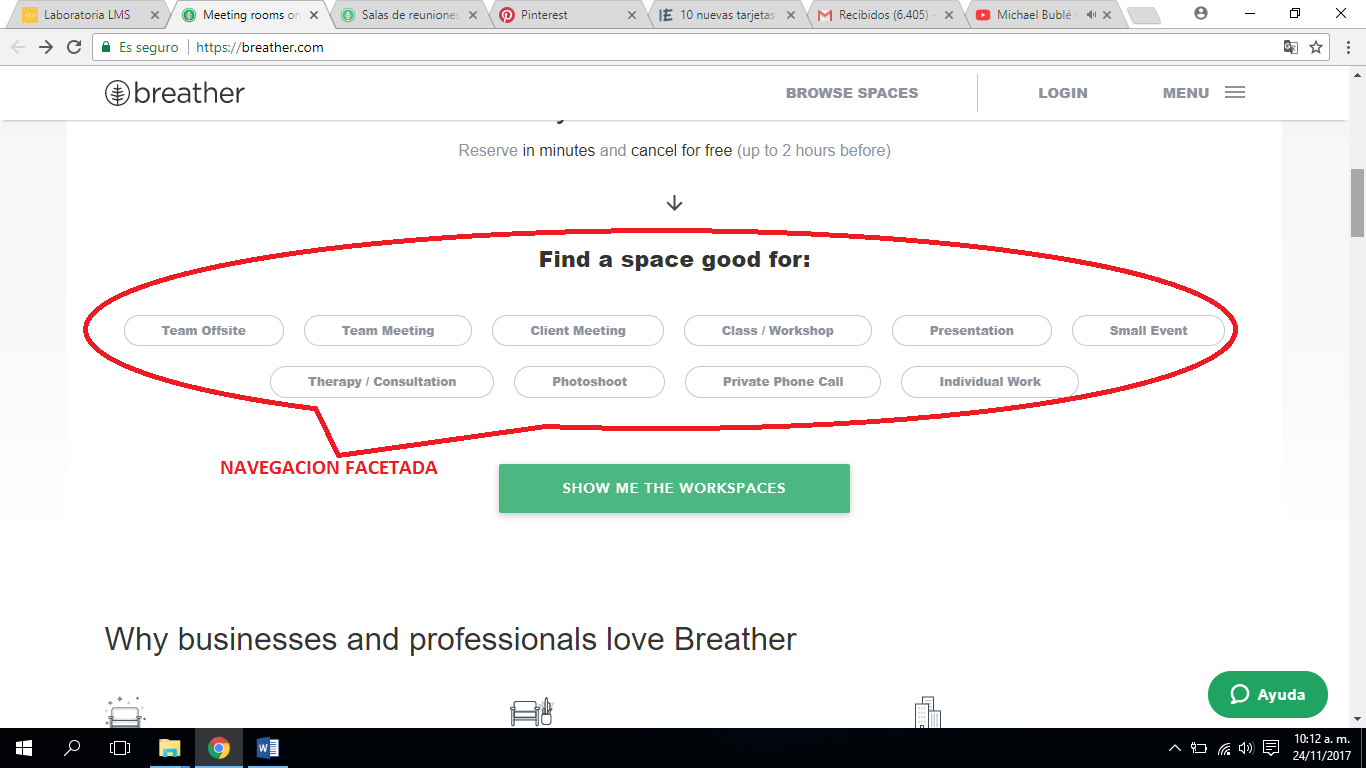 Laboratoria LMS
Meeting rooms on
Salas de reuniones
Pinterest
10 nuevas tarjetas
Recibidos (6.405) -
Michael Bublé
Es seguro
https://breather.com
breather
BROWSE SPACES
LOGIN
MENU
Reserve in minutes and cancel for free (up to 2 hours before)
Find a space good for:
Team Offsite
Team Meeting
Client Meeting
Class / Workshop
Presentation
Small Event
Therapy / Consultation
Photoshoot
Private Phone Call
Individual Work
NAVEGACION FACETADA
SHOW ME THE WORKSPACES
Why businesses and professionals love Breather
Ayuda
10:12 a. m.
24/11/2017